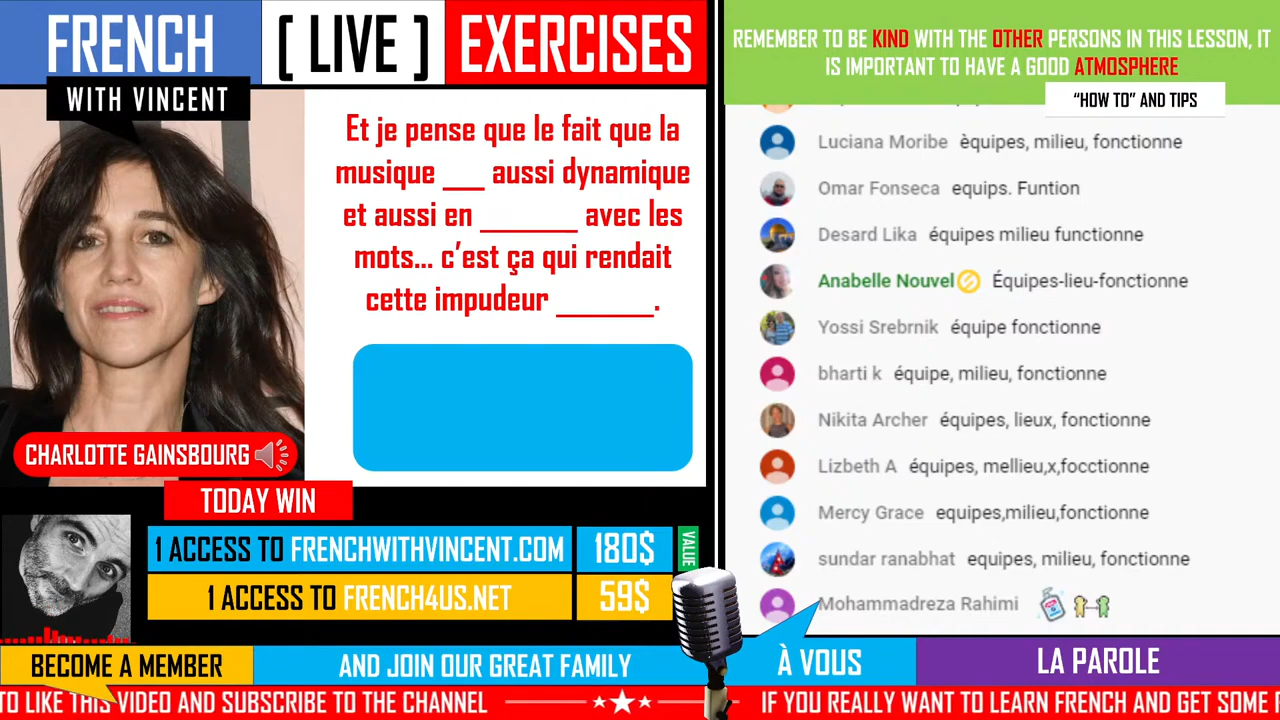 FRENCH
[ LIVE ]
EXERCISES
WITH VINCENT
Et je pense que le fait que la
musique ___ aussi dynamique
et aussi en _______ avec les
mots... c’est ça qui rendait
cette impudeur _______.
CHARLOTTE GAINSBOURG
TODAY WIN
1 ACCESS TO FRENCHWITHVINCENT.COM
180$
VALUE
1 ACCESS TO FRENCH4US.NET
59$
BECOME A MEMBER
AND JOIN OUR GREAT FAMILY
REMEMBER TO BE KIND WITH THE OTHER PERSONS IN THIS LESSON, IT
IS IMPORTANT TO HAVE A GOOD ATMOSPHERE
“HOW TO” AND TIPS
Luciana Moribe èquipes, milieu, fonctionne
Omar Fonseca equips. Funtion
Desard Lika équipes milieu functionne
Anabelle Nouvel Équipes-lieu-fonctionne
Yossi Srebrnik équipe fonctionne
bharti k équipe, milieu, fonctionne
Nikita Archer équipes, lieux, fonctionne
Lizbeth A équipes, mellieu,x,focctionne
Mercy Grace equipes,milieu,fonctionne
sundar ranabhat equipes, milieu, fonctionne
Mohammadreza Rahimi
À VOUS
LA PAROLE
TO LIKE THIS VIDEO AND SUBSCRIBE TO THE CHANNEL
IF YOU REALLY WANT TO LEARN FRENCH AND GET SOME